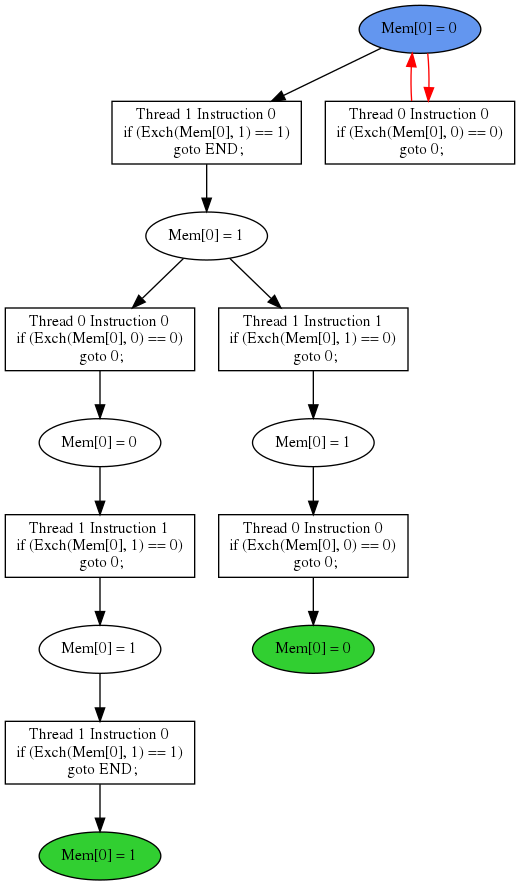 Mem[0] = 0
Thread 1 Instruction 0
if (Exch(Mem[0], 1) == 1)
goto END;
Thread 0 Instruction 0
if (Exch(Mem[0], 0) == 0)
goto 0;
Mem[0] = 1
Thread 0 Instruction 0
if (Exch(Mem[0], 0) == 0)
goto 0;
Thread 1 Instruction 1
if (Exch(Mem[0], 1) == 0)
goto 0;
Mem[0] = 0
Mem[0] = 1
Thread 1 Instruction 1
if (Exch(Mem[0], 1) == 0)
goto 0;
Thread 0 Instruction 0
if (Exch(Mem[0], 0) == 0)
goto 0;
Mem[0] = 1
Mem[0] = 0
Thread 1 Instruction 0
if (Exch(Mem[0], 1) == 1)
goto END;
Mem[0] = 1